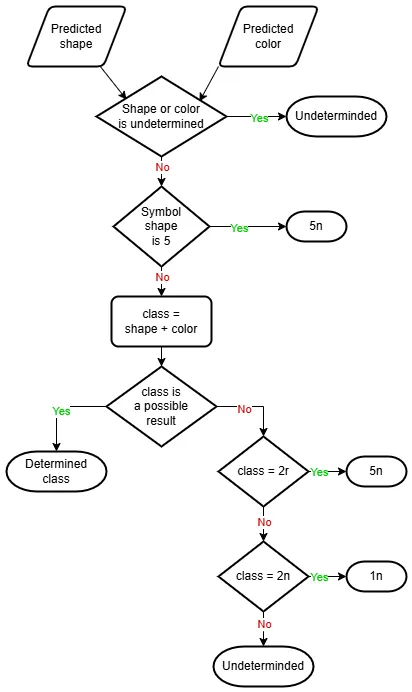 Predicted
shape
Predicted
color
Shape or color
is undetermined
Yes
Undeterminded
No
Symbol
shape
is 5
Yes
5n
No
class =
shape + color
class is
a possible
result
Yes
No
Determined
class
class = 2r
Yes
5n
No
class = 2n
Yes
1n
No
Undeterminded